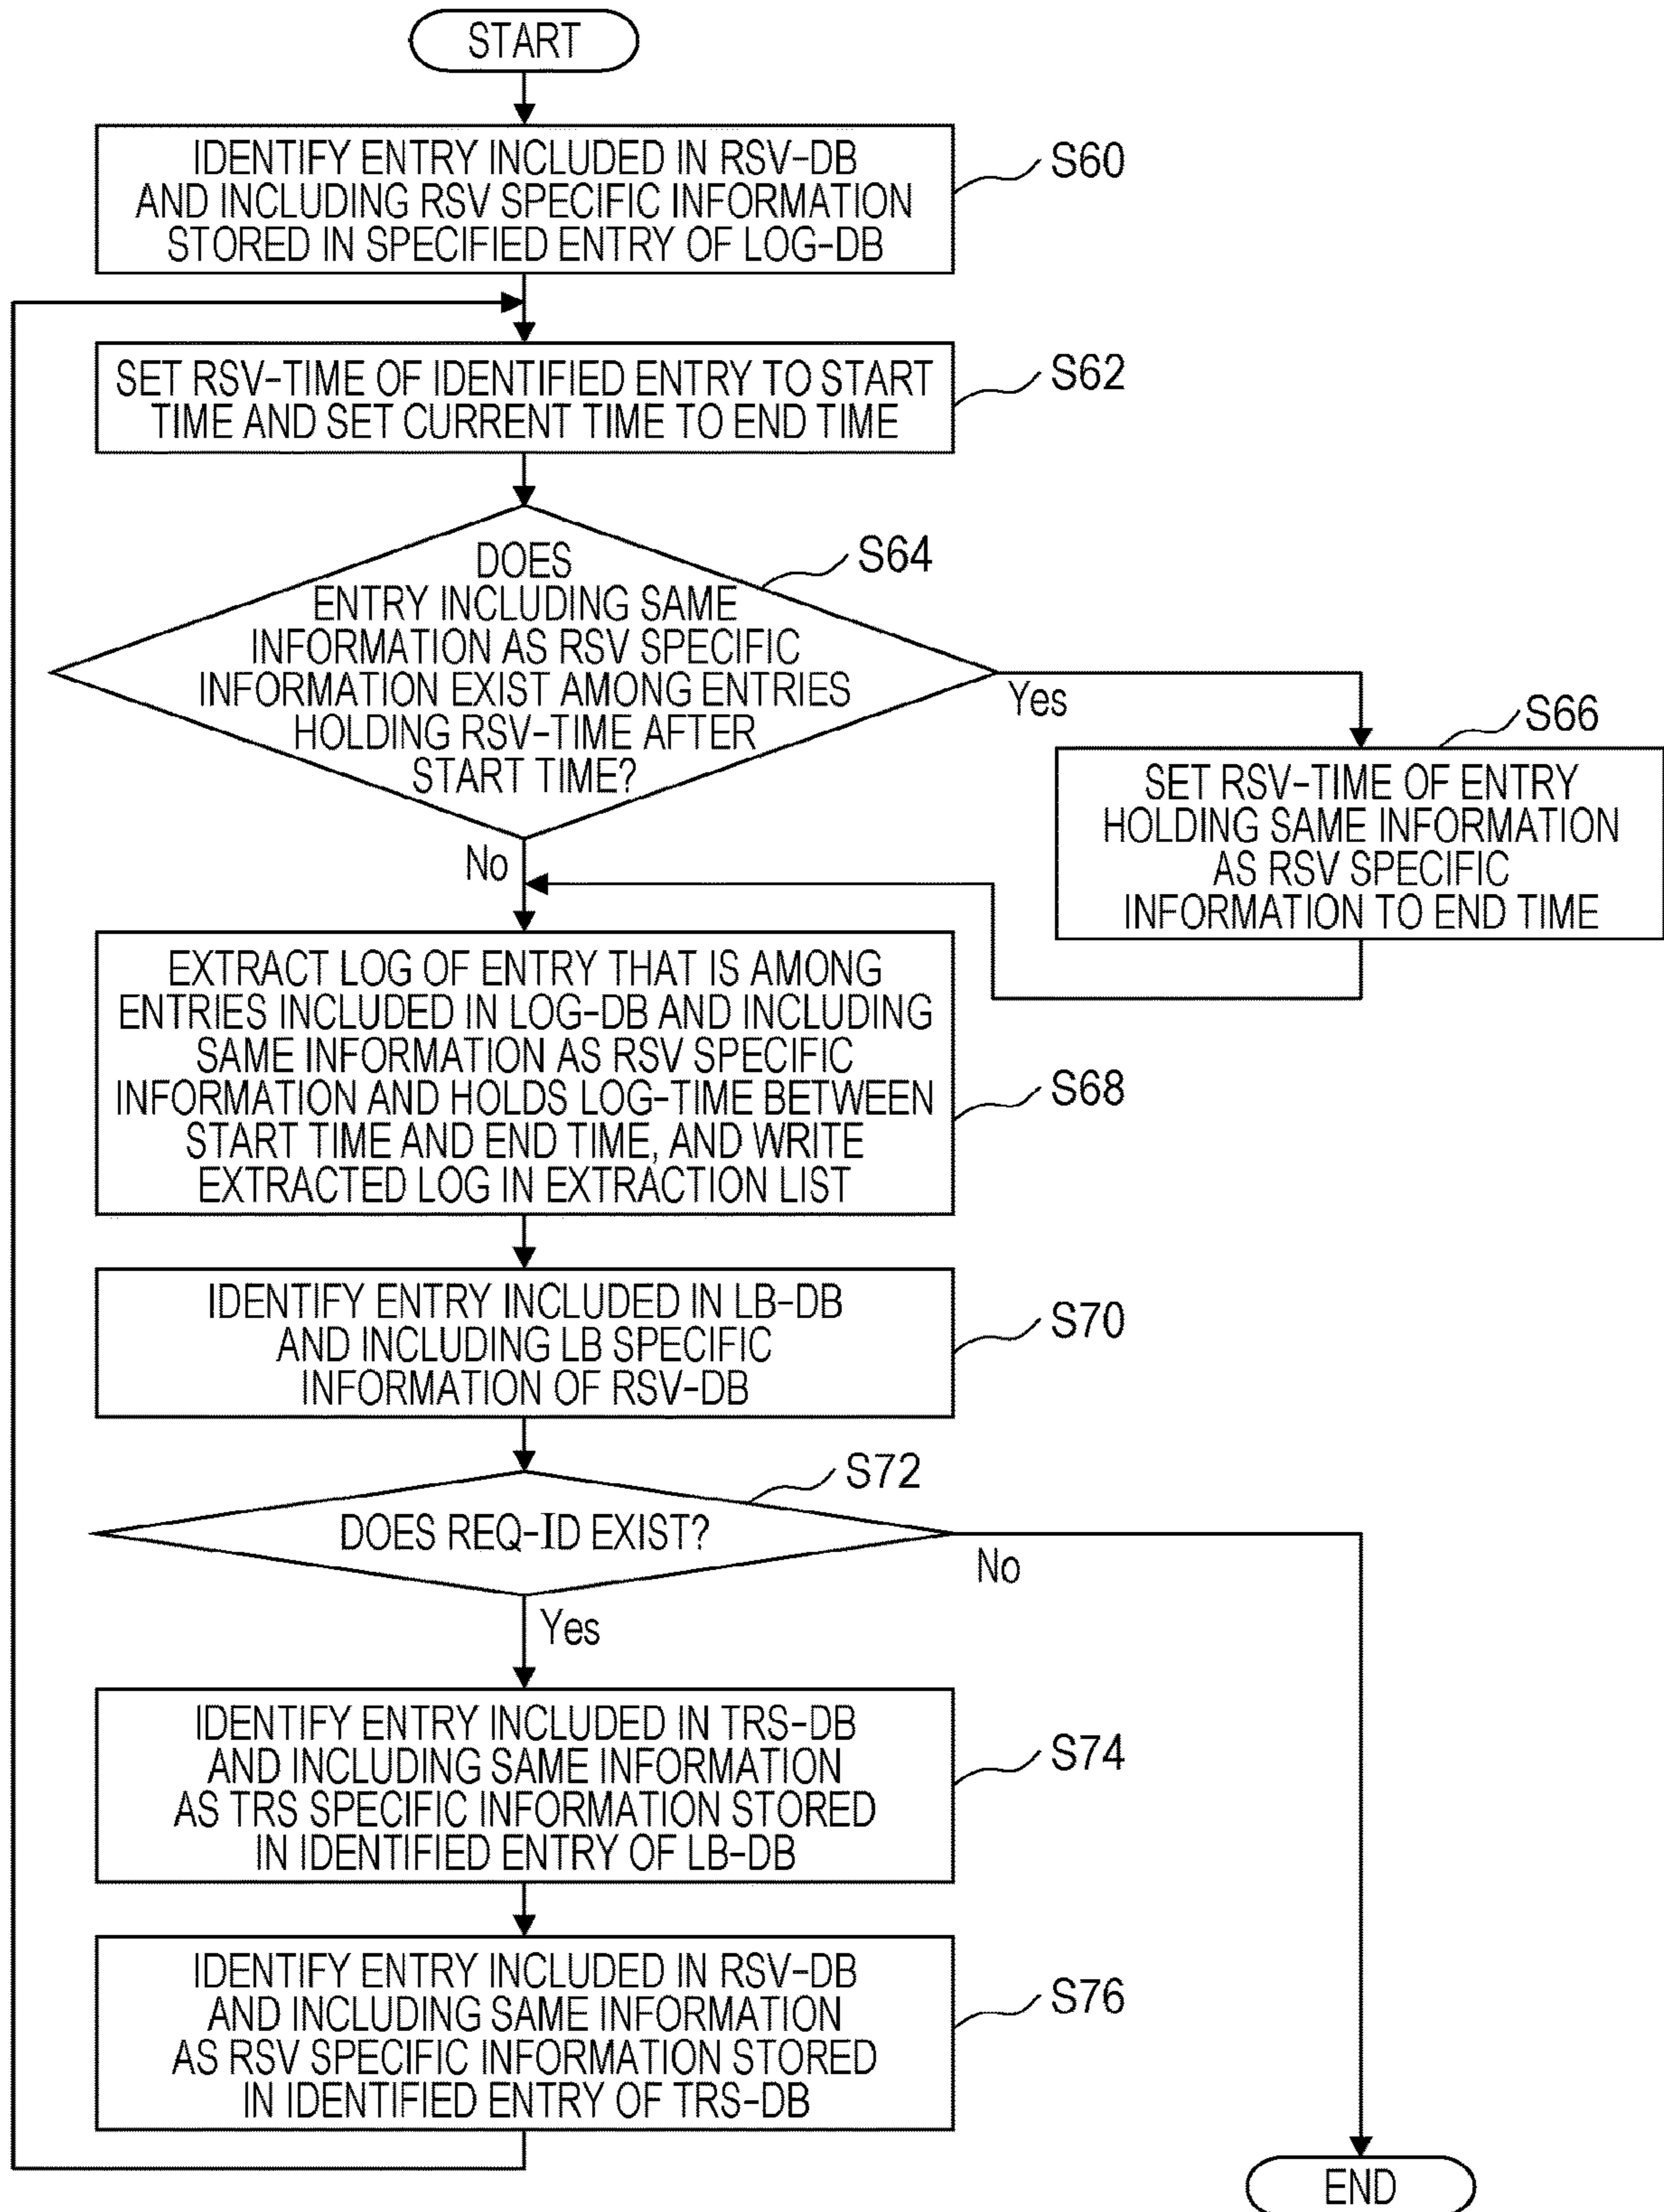 START
IDENTIFY ENTRY INCLUDED IN RSV-DB
AND INCLUDING RSV SPECIFIC INFORMATION
STORED IN SPECIFIED ENTRY OF LOG-DB
S60
SET RSV-TIME OF IDENTIFIED ENTRY TO START
TIME AND SET CURRENT TIME TO END TIME
S62
DOES
ENTRY INCLUDING SAME
INFORMATION AS RSV SPECIFIC
INFORMATION EXIST AMONG ENTRIES
HOLDING RSV-TIME AFTER
START TIME?
S64
Yes
No
S66
SET RSV-TIME OF ENTRY
HOLDING SAME INFORMATION
AS RSV SPECIFIC
INFORMATION TO END TIME
EXTRACT LOG OF ENTRY THAT IS AMONG
ENTRIES INCLUDED IN LOG-DB AND INCLUDING
SAME INFORMATION AS RSV SPECIFIC
INFORMATION AND HOLDS LOG-TIME BETWEEN
START TIME AND END TIME, AND WRITE
EXTRACTED LOG IN EXTRACTION LIST
S68
IDENTIFY ENTRY INCLUDED IN LB-DB
AND INCLUDING LB SPECIFIC
INFORMATION OF RSV-DB
S70
DOES REQ-ID EXIST?
S72
No
Yes
IDENTIFY ENTRY INCLUDED IN TRS-DB
AND INCLUDING SAME INFORMATION
AS TRS SPECIFIC INFORMATION STORED
IN IDENTIFIED ENTRY OF LB-DB
S74
IDENTIFY ENTRY INCLUDED IN RSV-DB
AND INCLUDING SAME INFORMATION
AS RSV SPECIFIC INFORMATION STORED
IN IDENTIFIED ENTRY OF TRS-DB
S76
END